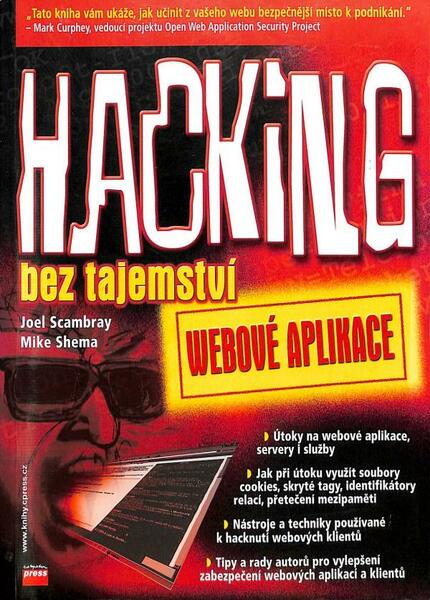 „Tato kniha vám ukáže, jak učinit z vašeho webu bezpečnější místo k podnikání.“
– Mark Curphey, vedoucí projektu Open Web Application Security Project
HACKING
bez tajemství
Joel Scambray
Mike Shema
WEBOVÉ APLIKACE
Útoky na webové aplikace,
servery i služby
Jak při útoku využít soubory
cookies, skryté tagy, identifikátory
relací, přetečení mezipaměti
Nástroje a techniky používané
k hacknutí webových klientů
Tipy a rady autorů pro vylepšení
zabezpečení webových aplikací a klientů
www.knihy.cpress.cz
computer
press